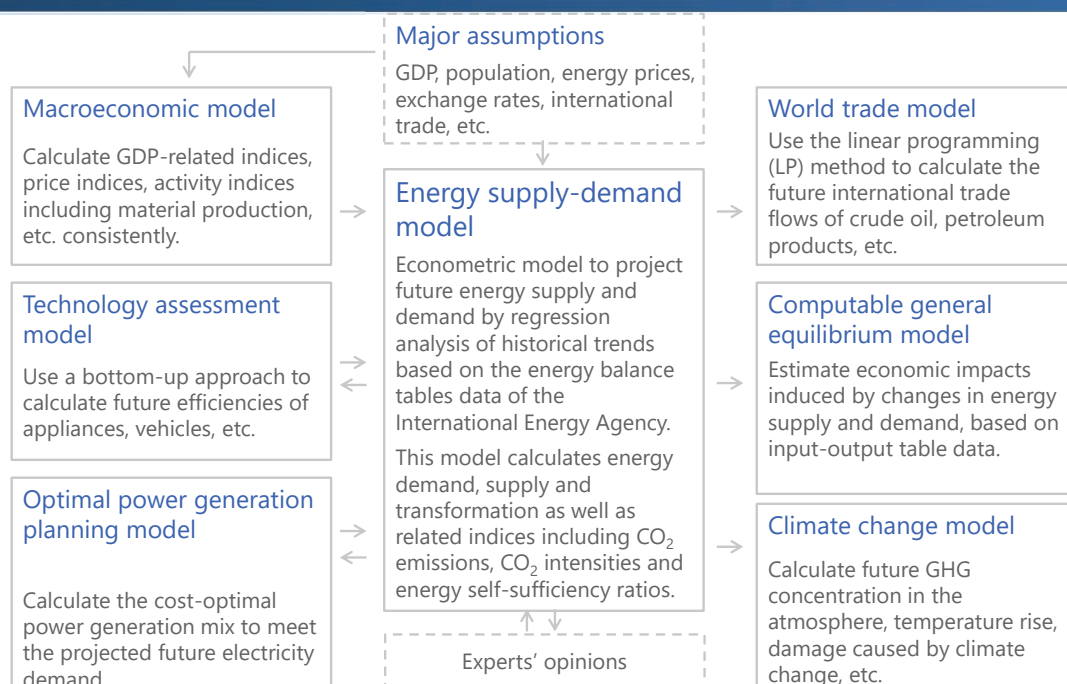 Major assumptions
GDP, population, energy prices,
exchange rates, international
trade, etc.
Macroeconomic model
Calculate GDP-related indices,
price indices, activity indices
including material production,
etc. consistently.
Technology assessment
model
Use a bottom-up approach to
calculate future efficiencies of
appliances, vehicles, etc.
Optimal power generation
planning model
Calculate the cost-optimal
power generation mix to meet
the projected future electricity
demand
Energy supply-demand
model
Econometric model to project
future energy supply and
demand by regression
analysis of historical trends
based on the energy balance
tables data of the
International Energy Agency.
This model calculates energy
demand, supply and
transformation as well as
related indices including CO₂
emissions, CO₂ intensities and
energy self-sufficiency ratios.
Experts’ opinions
World trade model
Use the linear programming
(LP) method to calculate the
future international trade
flows of crude oil, petroleum
products, etc.
Computable general
equilibrium model
Estimate economic impacts
induced by changes in energy
supply and demand, based on
input-output table data.
Climate change model
Calculate future GHG
concentration in the
atmosphere, temperature rise,
damage caused by climate
change, etc.